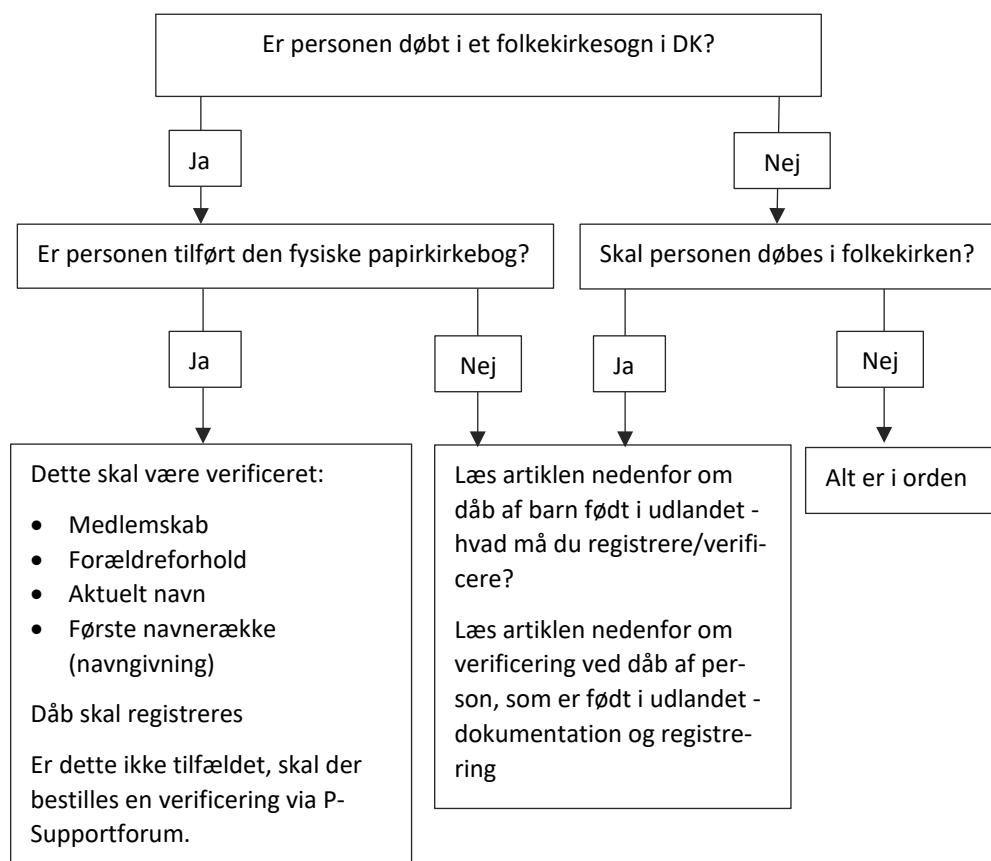 Er personen døbt i et folkekirkesogn i DK?
Ja
Nej
Er personen tilført den fysiske papirkirkebog?
Skal personen døbes i folkekirken?
Ja
Nej
Ja
Nej
Dette skal være verificeret:
• Medlemskab
• Forældreforhold
• Aktuelt navn
• Første navnerække
(navngivning)
Dåb skal registreres
Er dette ikke tilfældet, skal der
bestilles en verificering via P-
Supportforum.
Læs artiklen nedenfor om
dåb af barn født i udlandet -
hvad må du registrere/verifi-
cere?
Læs artiklen nedenfor om
verificering ved dåb af per-
son, som er født i udlandet -
dokumentation og registre-
ring
Alt er i orden